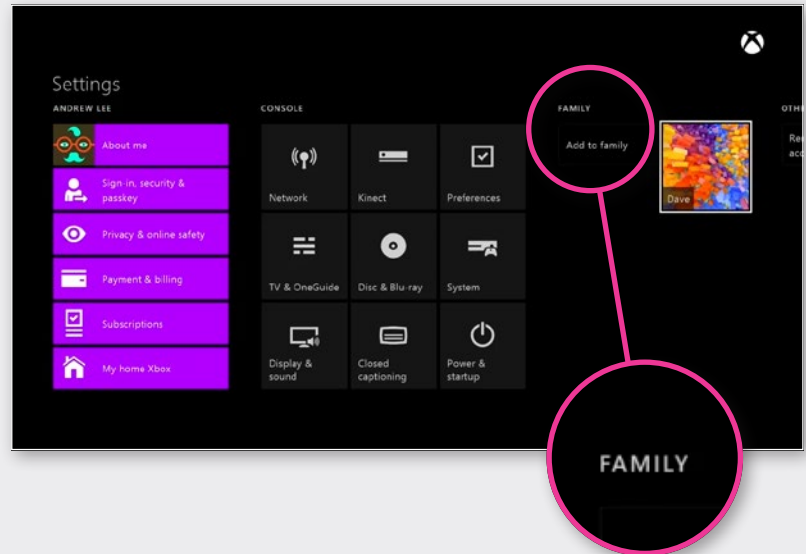 Settings
ANDREW LEE
About me
Sign-in, security &
passkey
Privacy & online safety
Payment & billing
Subscriptions
My home Xbox
CONSOLE
Network
Kinect
Preferences
TV & OneGuide
Disc & Blu-ray
System
Display &
sound
Closed
captioning
Power &
startup
FAMILY
Add to family
Dave
FAMILY